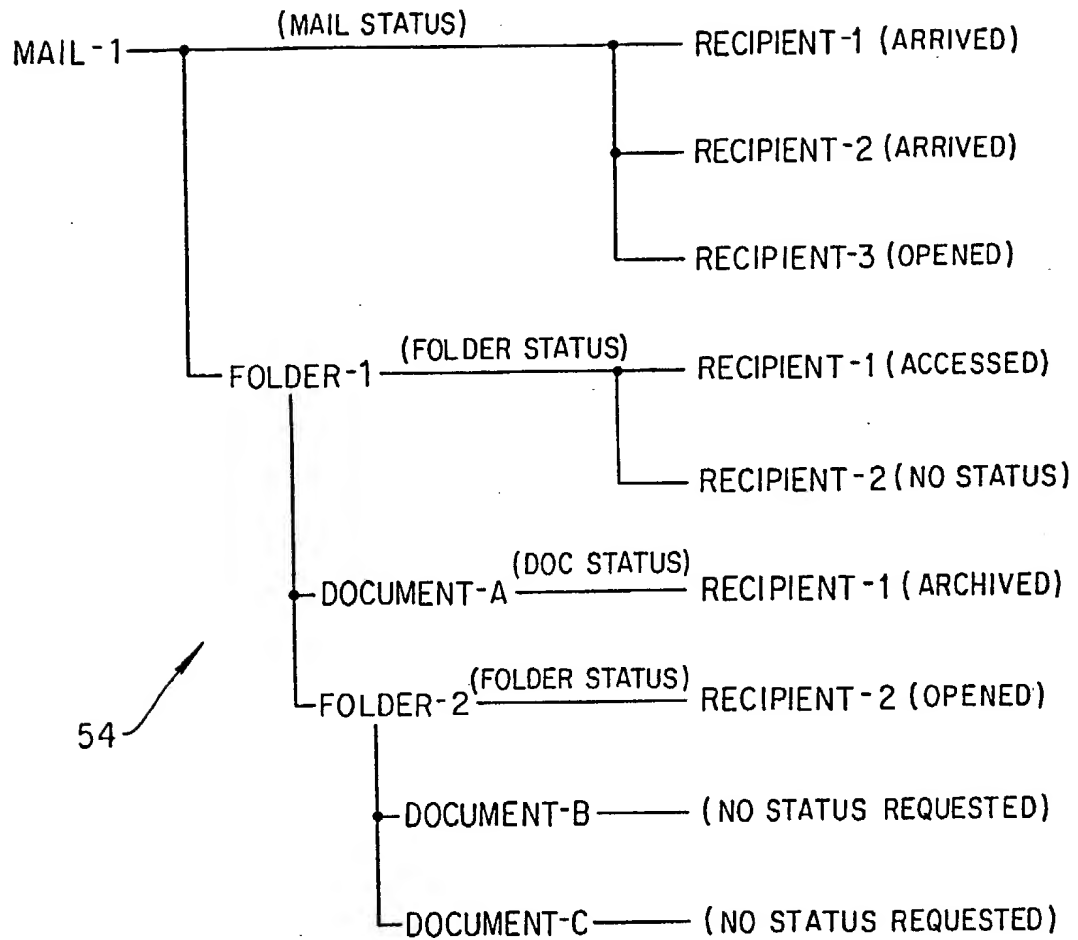 MAIL-1 (MAIL STATUS) RECIPIENT-1 (ARRIVED)
RECIPIENT-2 (ARRIVED)
RECIPIENT-3 (OPENED)
FOLDER-1 (FOLDER STATUS) RECIPIENT-1 (ACCESSED)
RECIPIENT-2 (NO STATUS)
DOCUMENT-A (DOC STATUS) RECIPIENT-1 (ARCHIVED)
FOLDER-2 (FOLDER STATUS) RECIPIENT-2 (OPENED)
54
DOCUMENT-B (NO STATUS REQUESTED)
DOCUMENT-C (NO STATUS REQUESTED)